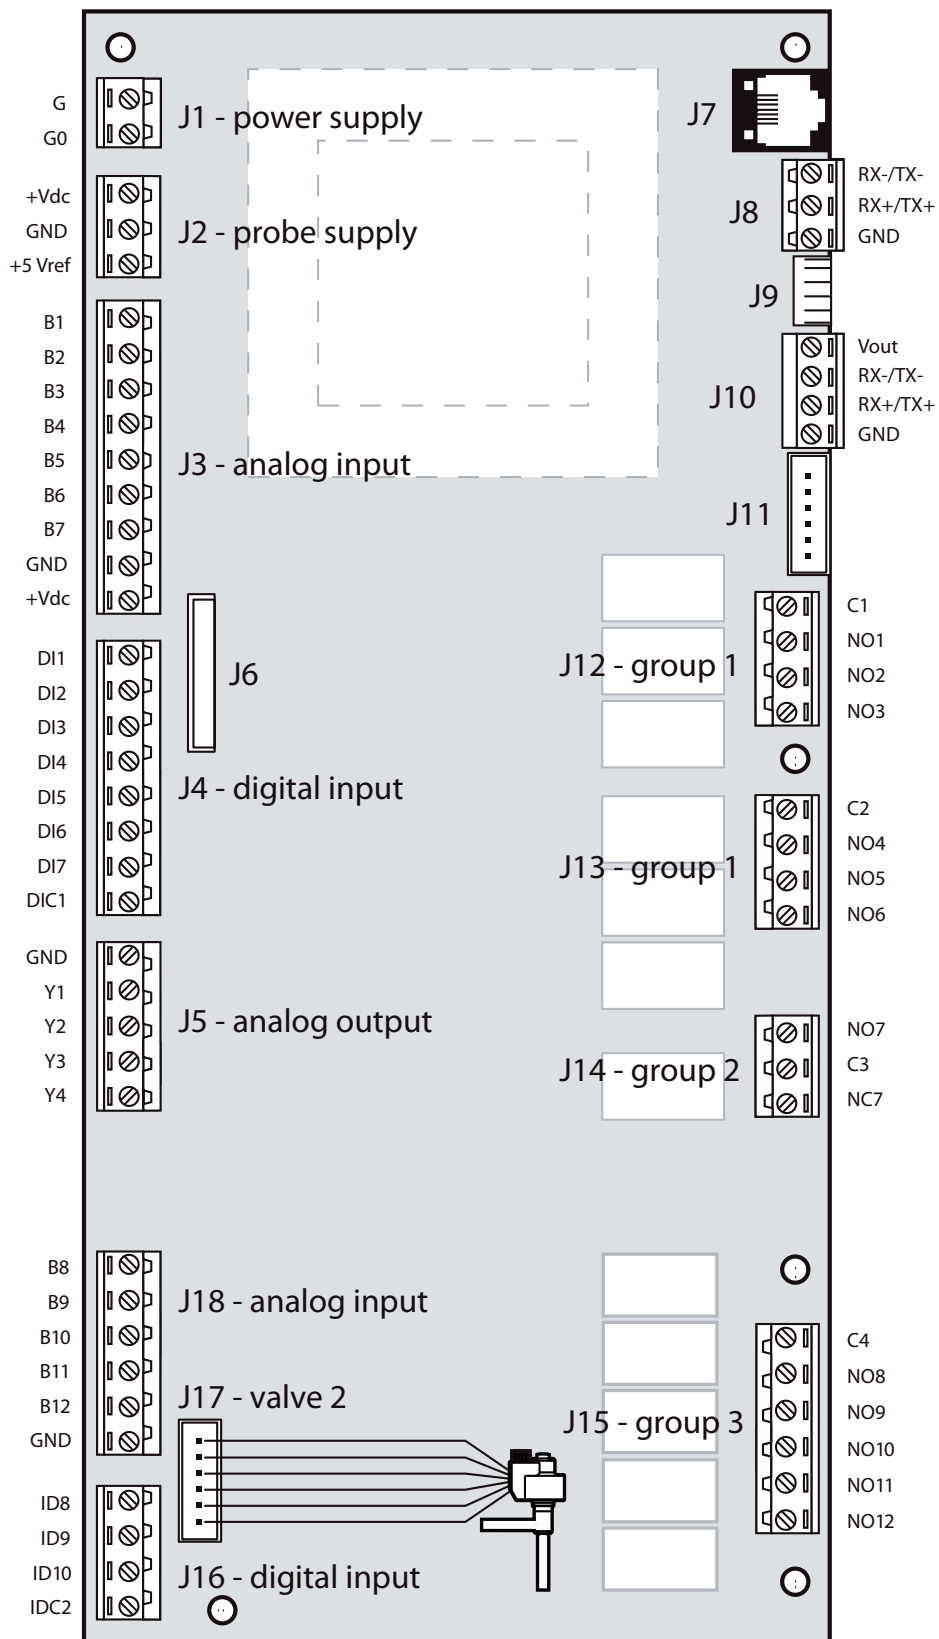 G
G0
J1 - power supply
+Vdc
GND
+5 Vref
J2 - probe supply
B1
B2
B3
B4
B5
B6
B7
GND
+Vdc
J3 - analog input
J6
DI1
DI2
DI3
DI4
DI5
DI6
DI7
DIC1
J4 - digital input
GND
Y1
Y2
Y3
Y4
J5 - analog output
B8
B9
B10
B11
B12
GND
J18 - analog input
J17 - valve 2
ID8
ID9
ID10
IDC2
J16 - digital input
J7
J8
RX-/TX-
RX+/TX+
GND
J9
J10
Vout
RX-/TX-
RX+/TX+
GND
J11
J12 - group 1
C1
NO1
NO2
NO3
J13 - group 1
C2
NO4
NO5
NO6
J14 - group 2
NO7
C3
NC7
J15 - group 3
C4
NO8
NO9
NO10
NO11
NO12